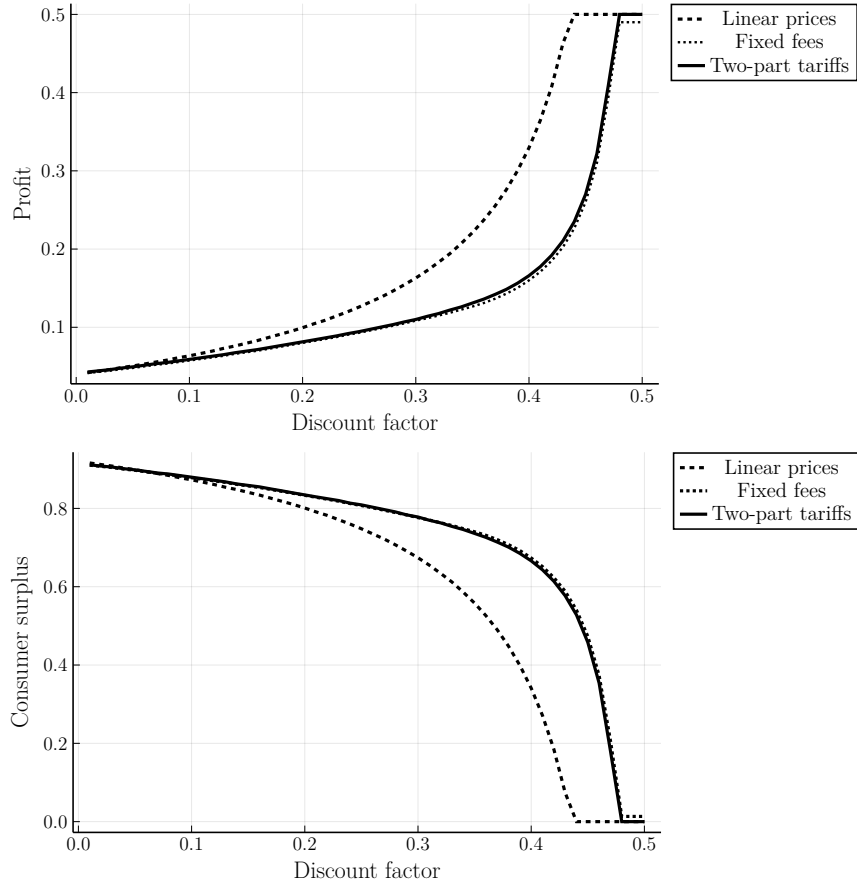 0.5
0.4
0.3
0.2
0.1
Profit
0.0
0.1
0.2
0.3
0.4
0.5
Discount factor
Linear prices
Fixed fees
Two-part tariffs
0.8
0.6
0.4
0.2
0.0
Consumer surplus
0.0
0.1
0.2
0.3
0.4
0.5
Discount factor
Linear prices
Fixed fees
Two-part tariffs